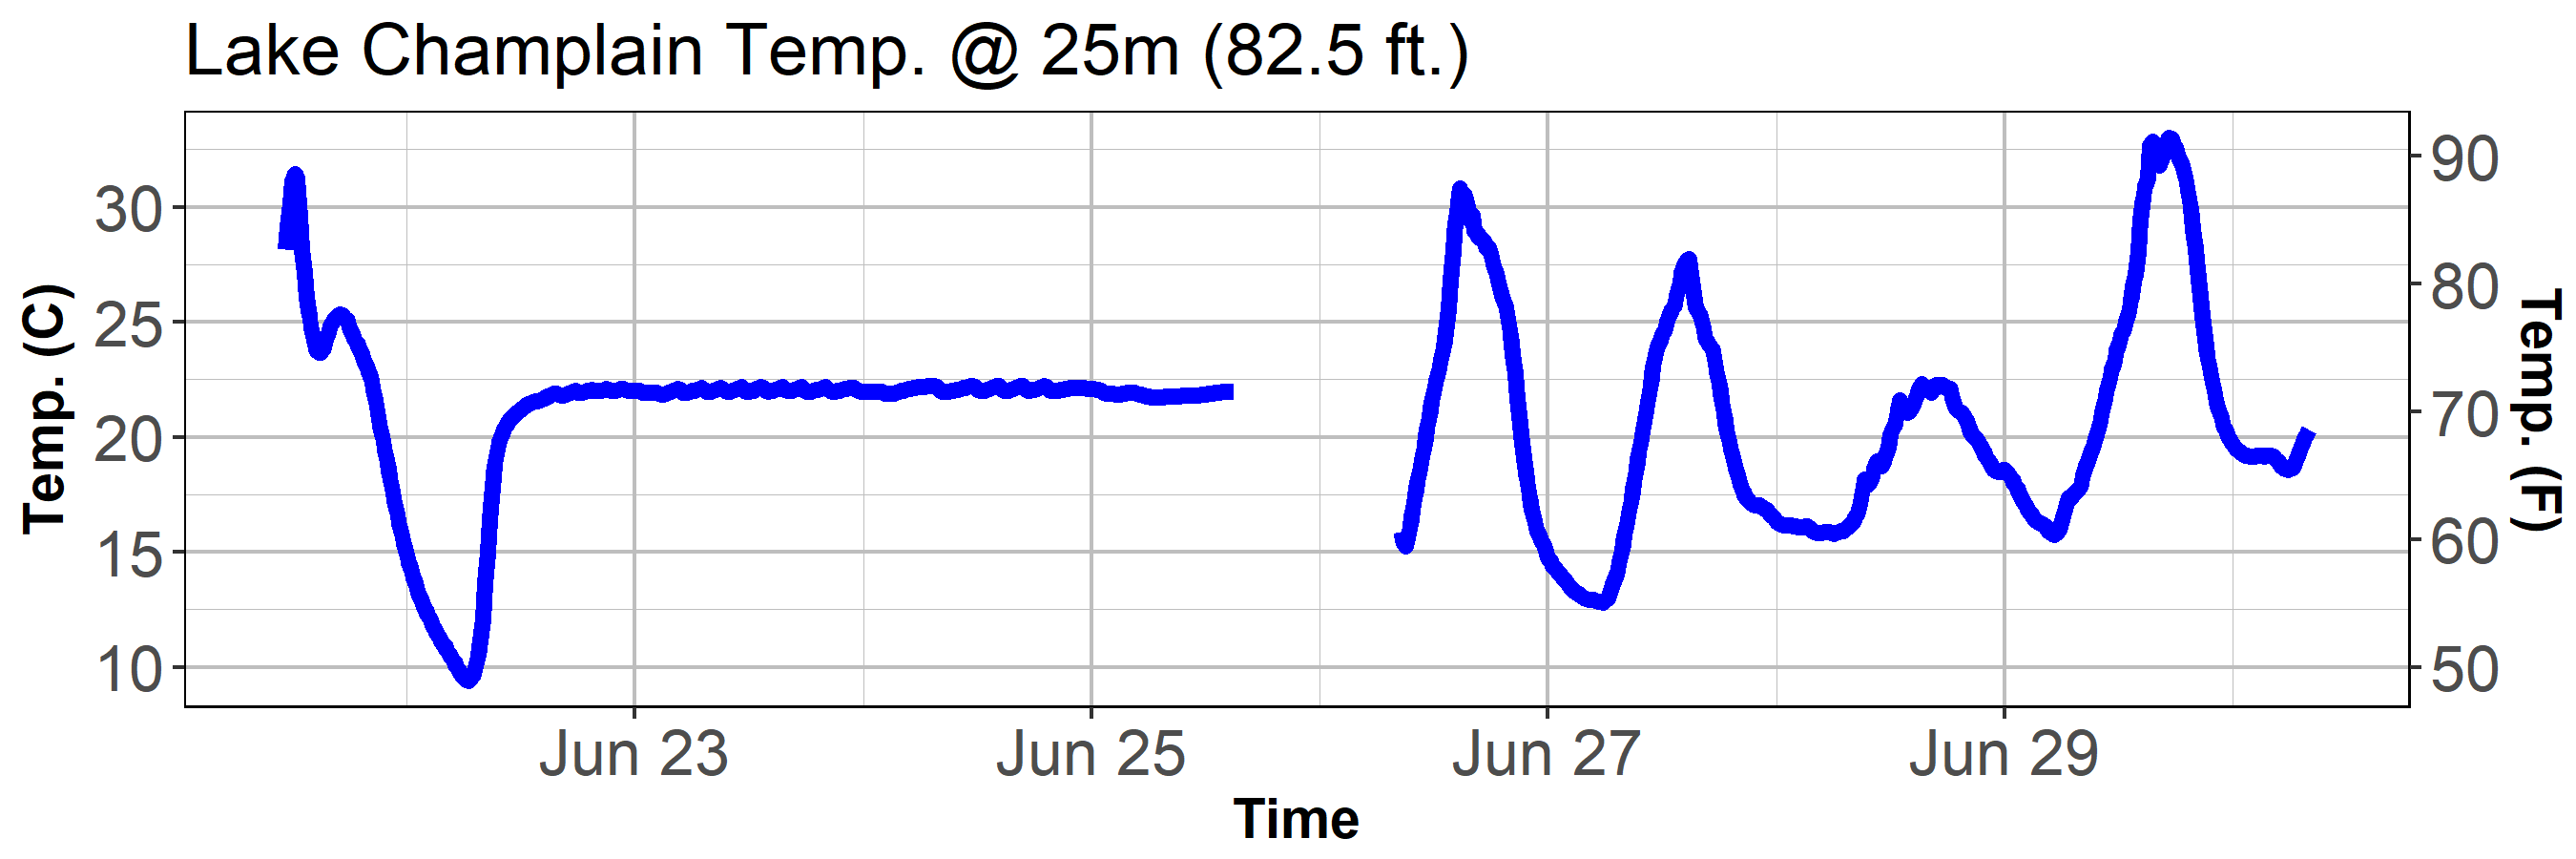 Lake Champlain Temp. @ 25m (82.5 ft.)
Temp. (C)
30
25
20
15
10
90
80
70
60
50
Temp. (F)
Jun 23 Jun 25 Jun 27 Jun 29
Time